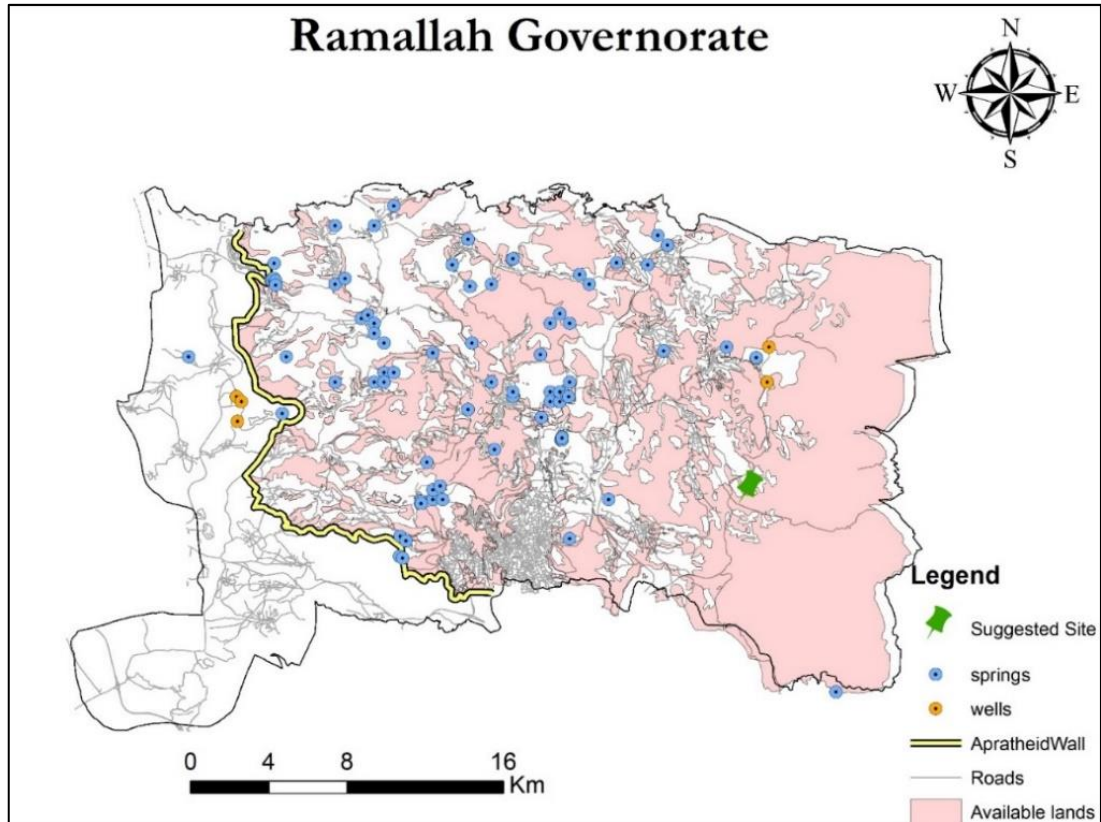 Ramallah Governorate
N
W
E
S
Legend
Suggested Site
springs
wells
ApratheidWall
Roads
Available lands
0 4 8 16
Km